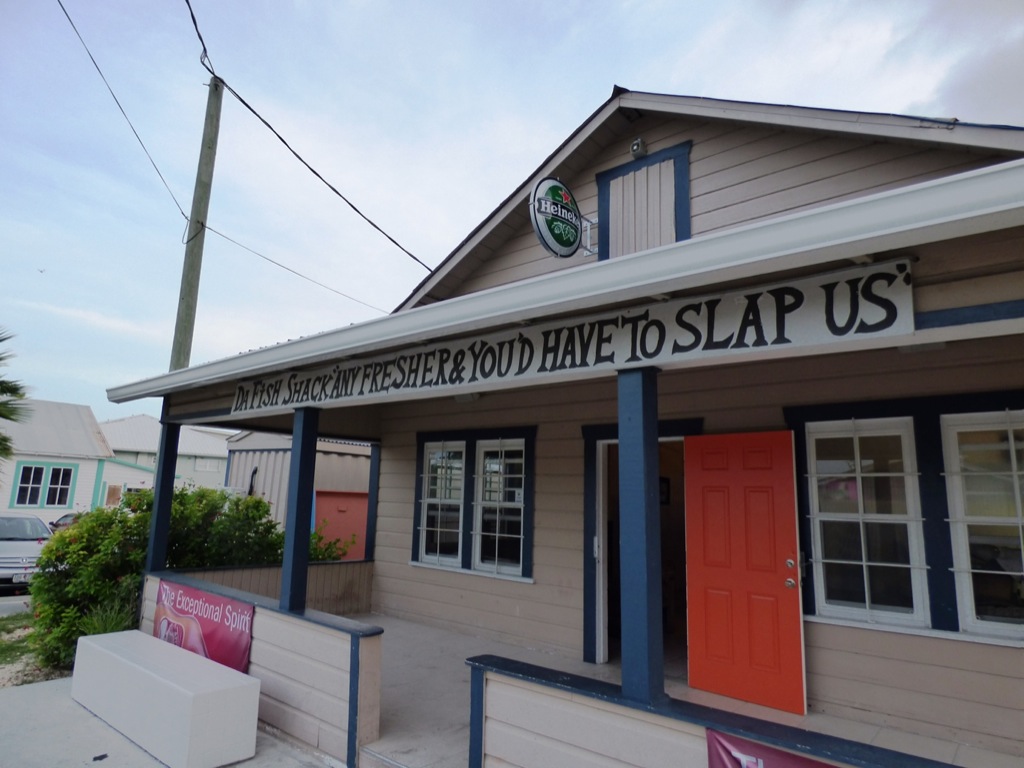 Heineken
DA FISH SHACK "ANY FRESHER & YOU'D HAVE TO SLAP US"
The Exceptional Spirit